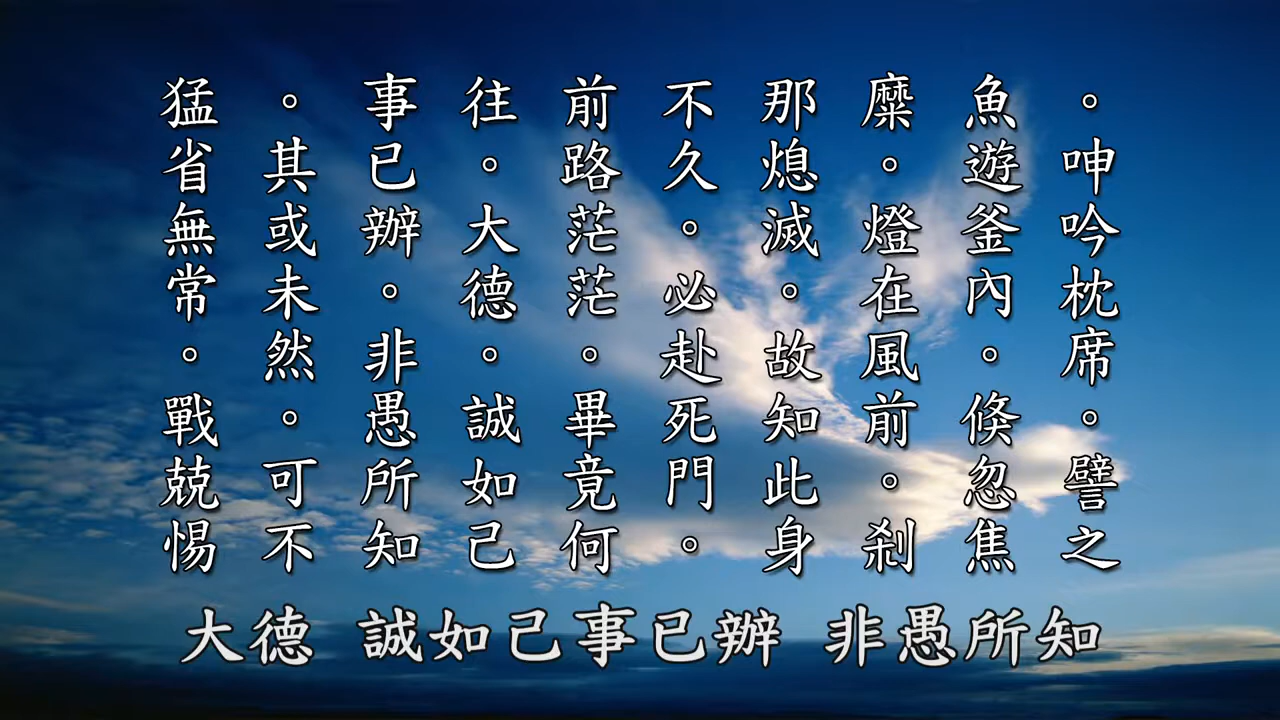 。呻吟枕席。譬之
魚遊釜內。倏忽焦
糜。燈在風前。剎
那熄滅。故知此身
不久。必赴死門。
前路茫茫。畢竟何
往。大德。誠如己
事已辦。非愚所知
。其或未然。可不
猛省無常。戰兢惕
大德 誠如己事已辦 非愚所知